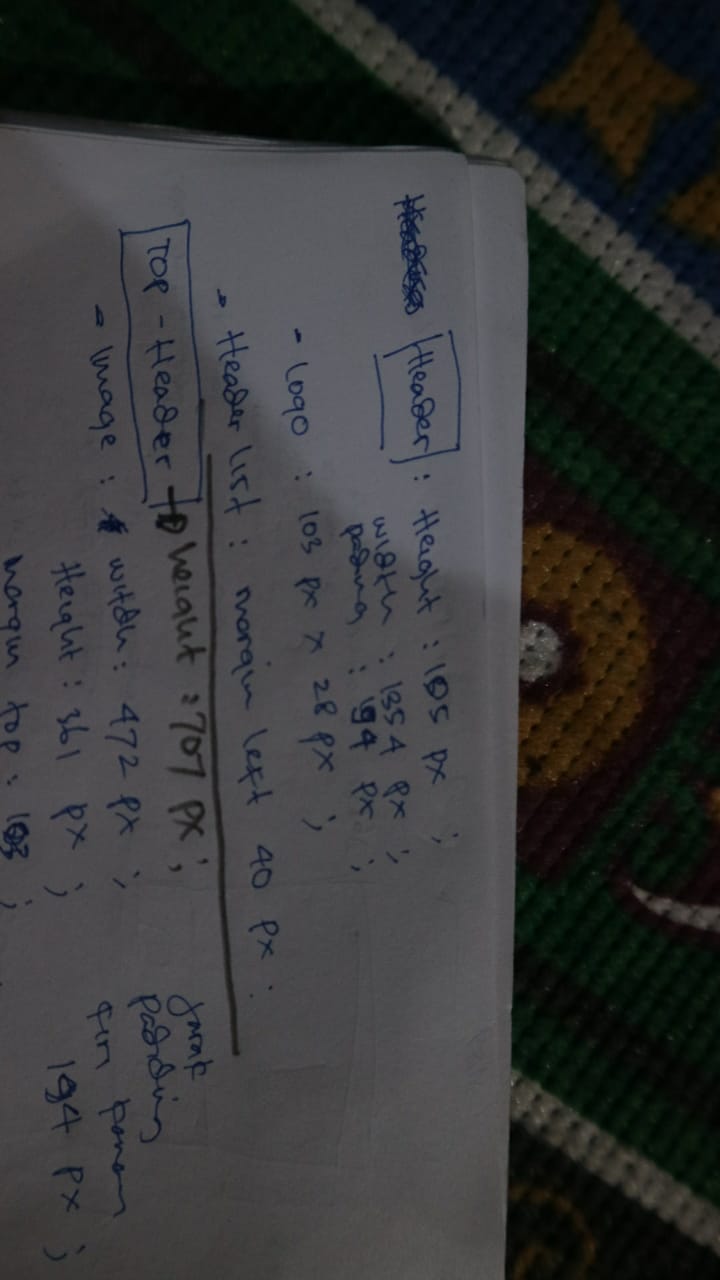 Header : Height : 105 px ;
width : 1354 px ;
padding : 194 px ;
- Logo : 103 px x 28 px ;
- Header list : margin left 40 px .
TOP - Header → height : 707 px ;
- Image : width : 472 px ;
Height : 361 px ;
margin top : 103 ;
Jarak
padding
kiri kanan
194 px ;